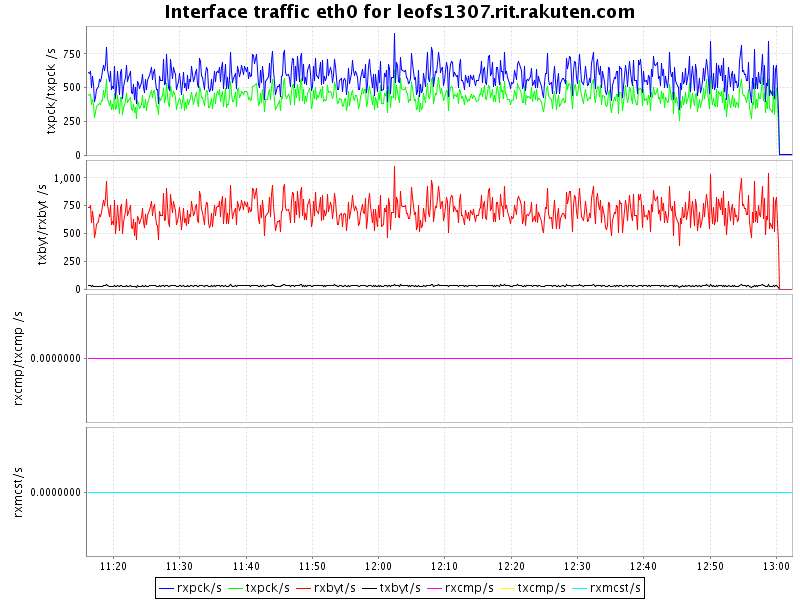 Interface traffic eth0 for leofs1307.rit.rakuten.com
txpck/txpck /s
750
500
250
0
txbyt/rxbyt /s
1,000
750
500
250
0
rxcmp/txcmp /s
0.0000000
rxmcst/s
0.0000000
11:20 11:30 11:40 11:50 12:00 12:10 12:20 12:30 12:40 12:50 13:00
rxpck/s txpck/s rxbyt/s txbyt/s rxcmp/s txcmp/s rxmcst/s